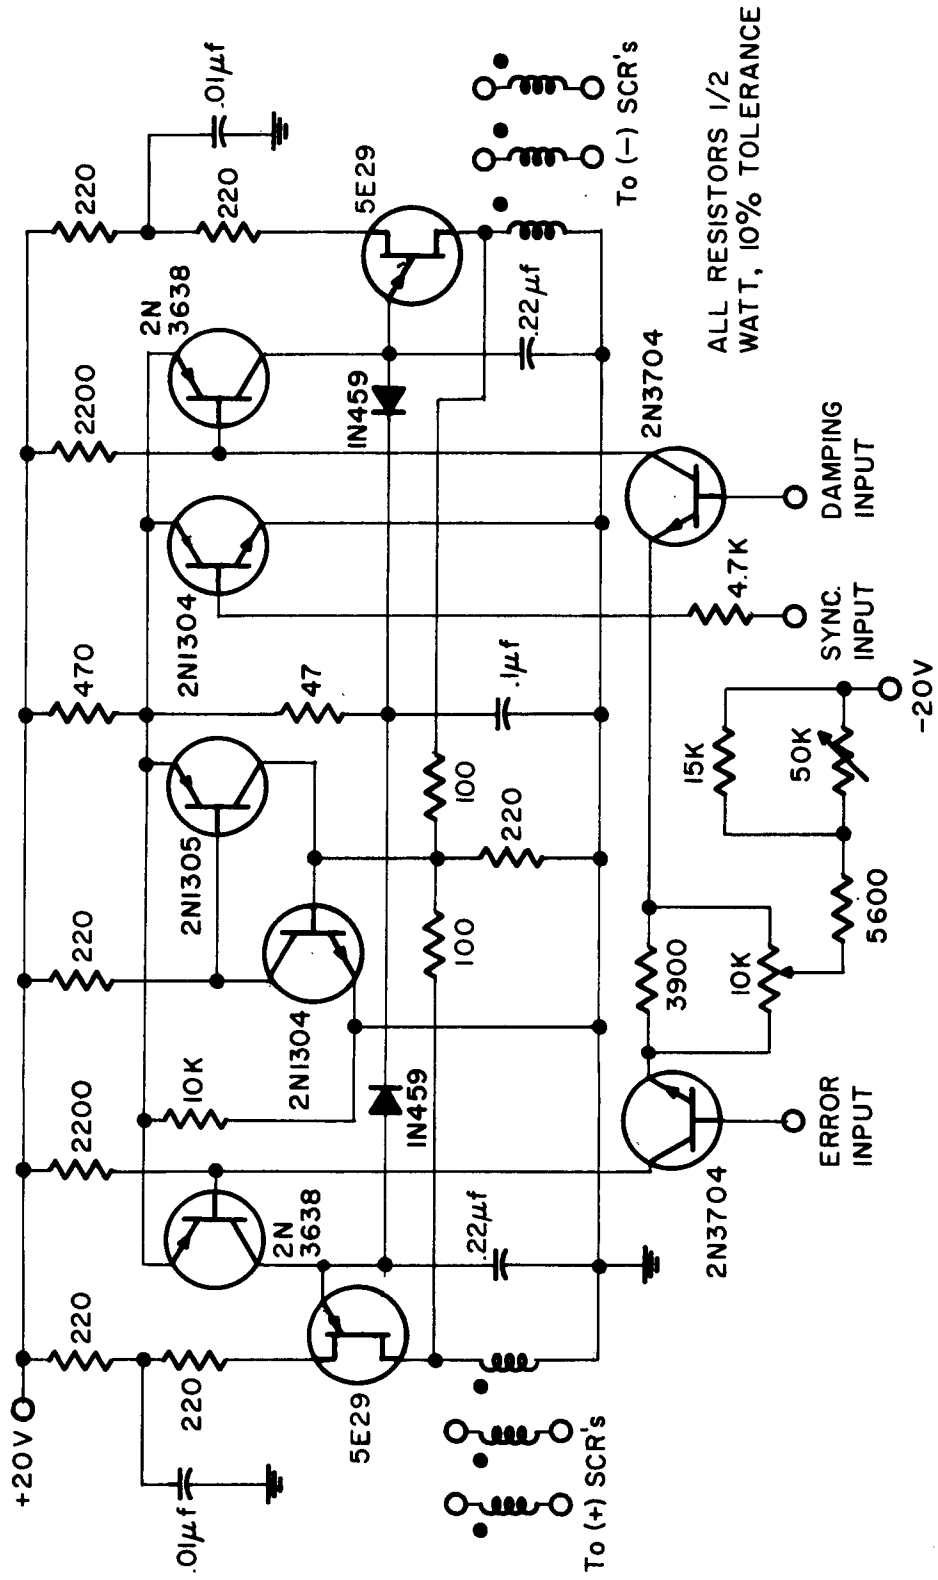 +20V
220
.01µf
220
5E29
To (+) SCR's
2N
3638
2200
10K
2N1304
220
2N1305
470
47
2N1304
2200
2N
3638
220
.01µf
220
5E29
1N459
1N459
.22µf
.22µf
.1µf
100
100
220
To (-) SCR's
2N3704
2N3704
3900
10K
5600
15K
50K
-20V
4.7K
ERROR
INPUT
SYNC.
INPUT
DAMPING
INPUT
ALL RESISTORS 1/2
WATT, 10% TOLERANCE